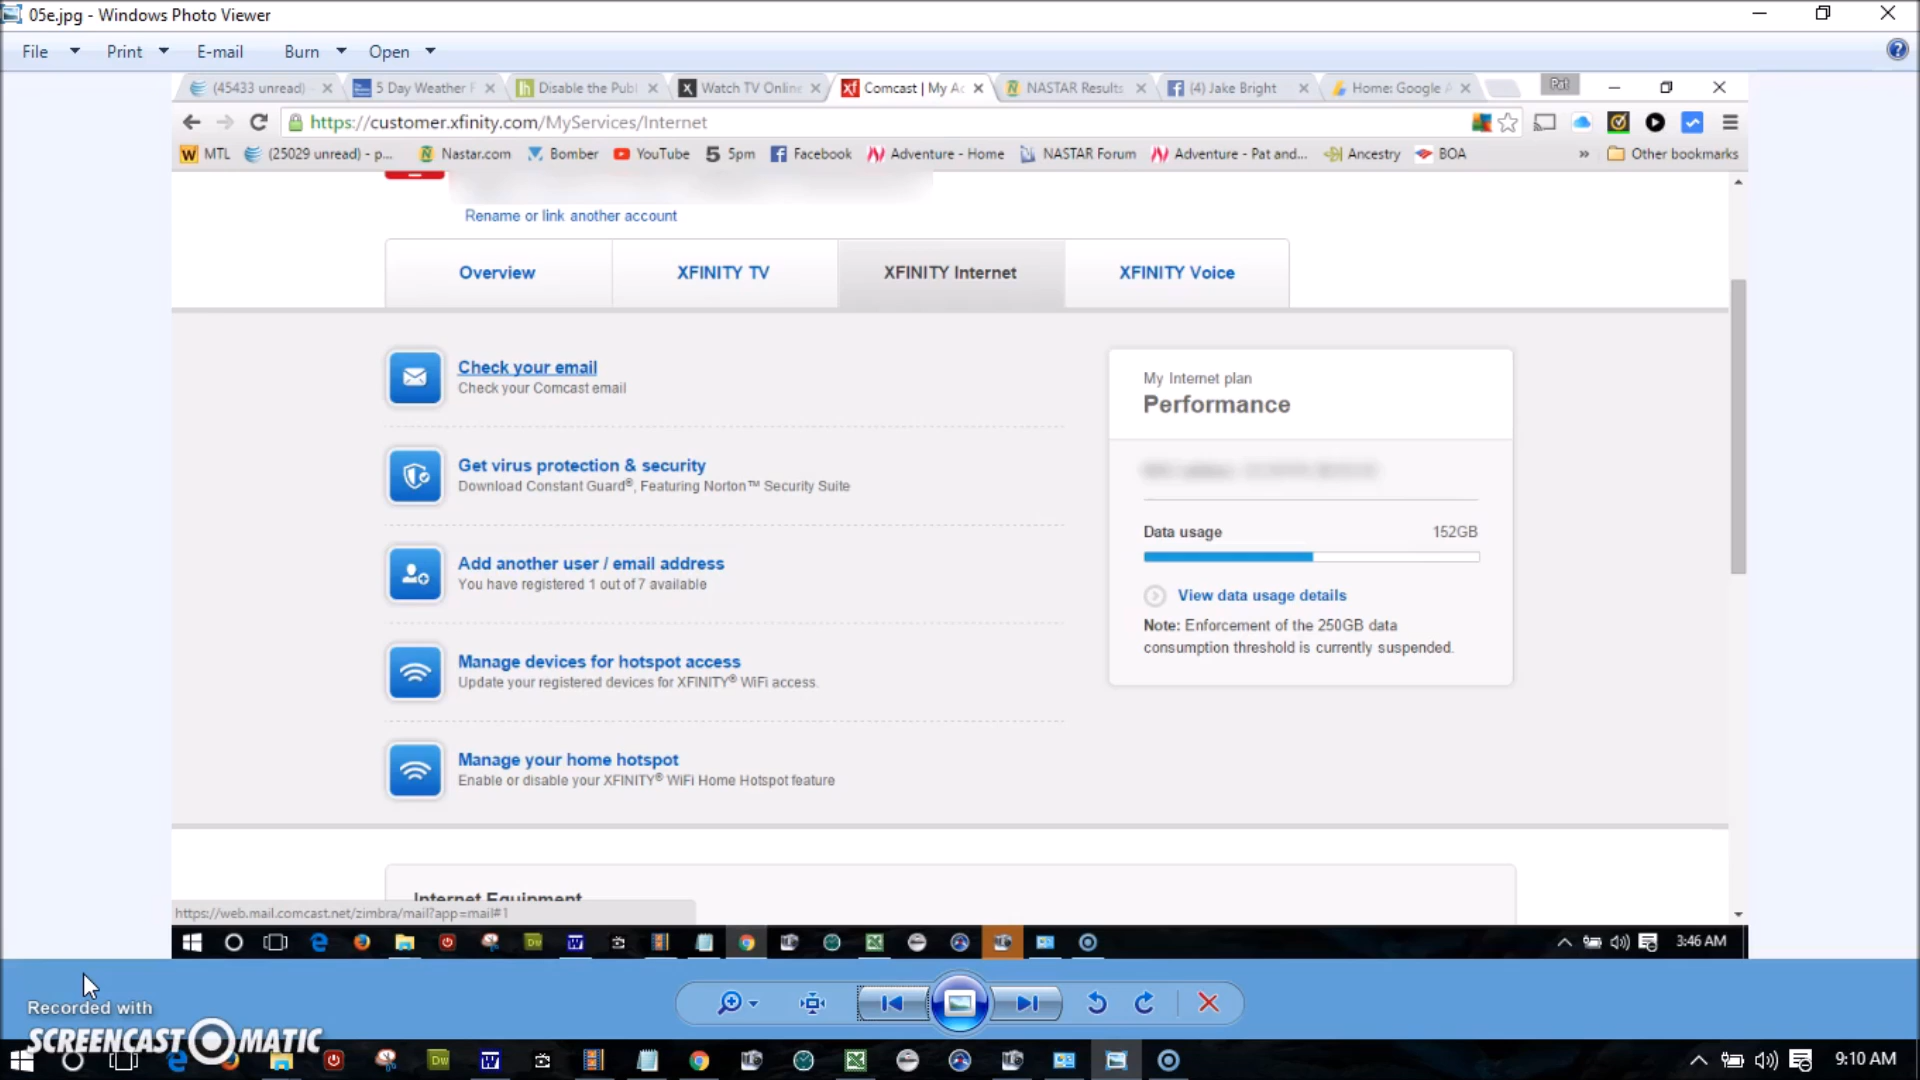 05e.jpg - Windows Photo Viewer
File Print E-mail Burn Open
(45433 unread) 5 Day Weather F Disable the Publ Watch TV Online Comcast | My Ac NASTAR Results (4) Jake Bright Home: Google A Pat
https://customer.xfinity.com/MyServices/Internet
MTL (25029 unread) - p... Nastar.com Bomber YouTube 5 5pm Facebook Adventure - Home NASTAR Forum Adventure - Pat and... Ancestry BOA » Other bookmarks
Rename or link another account
Overview XFINITY TV XFINITY Internet XFINITY Voice
Check your email
Check your Comcast email
Get virus protection & security
Download Constant Guard®, Featuring Norton™ Security Suite
Add another user / email address
You have registered 1 out of 7 available
Manage devices for hotspot access
Update your registered devices for XFINITY® WiFi access.
Manage your home hotspot
Enable or disable your XFINITY® WiFi Home Hotspot feature
My Internet plan
Performance
Data usage 152GB
View data usage details
Note: Enforcement of the 250GB data
consumption threshold is currently suspended.
Internet Equipment
https://web.mail.comcast.net/zimbra/mail?app=mail#1
3:46 AM
Recorded with
SCREENCAST MATIC
9:10 AM